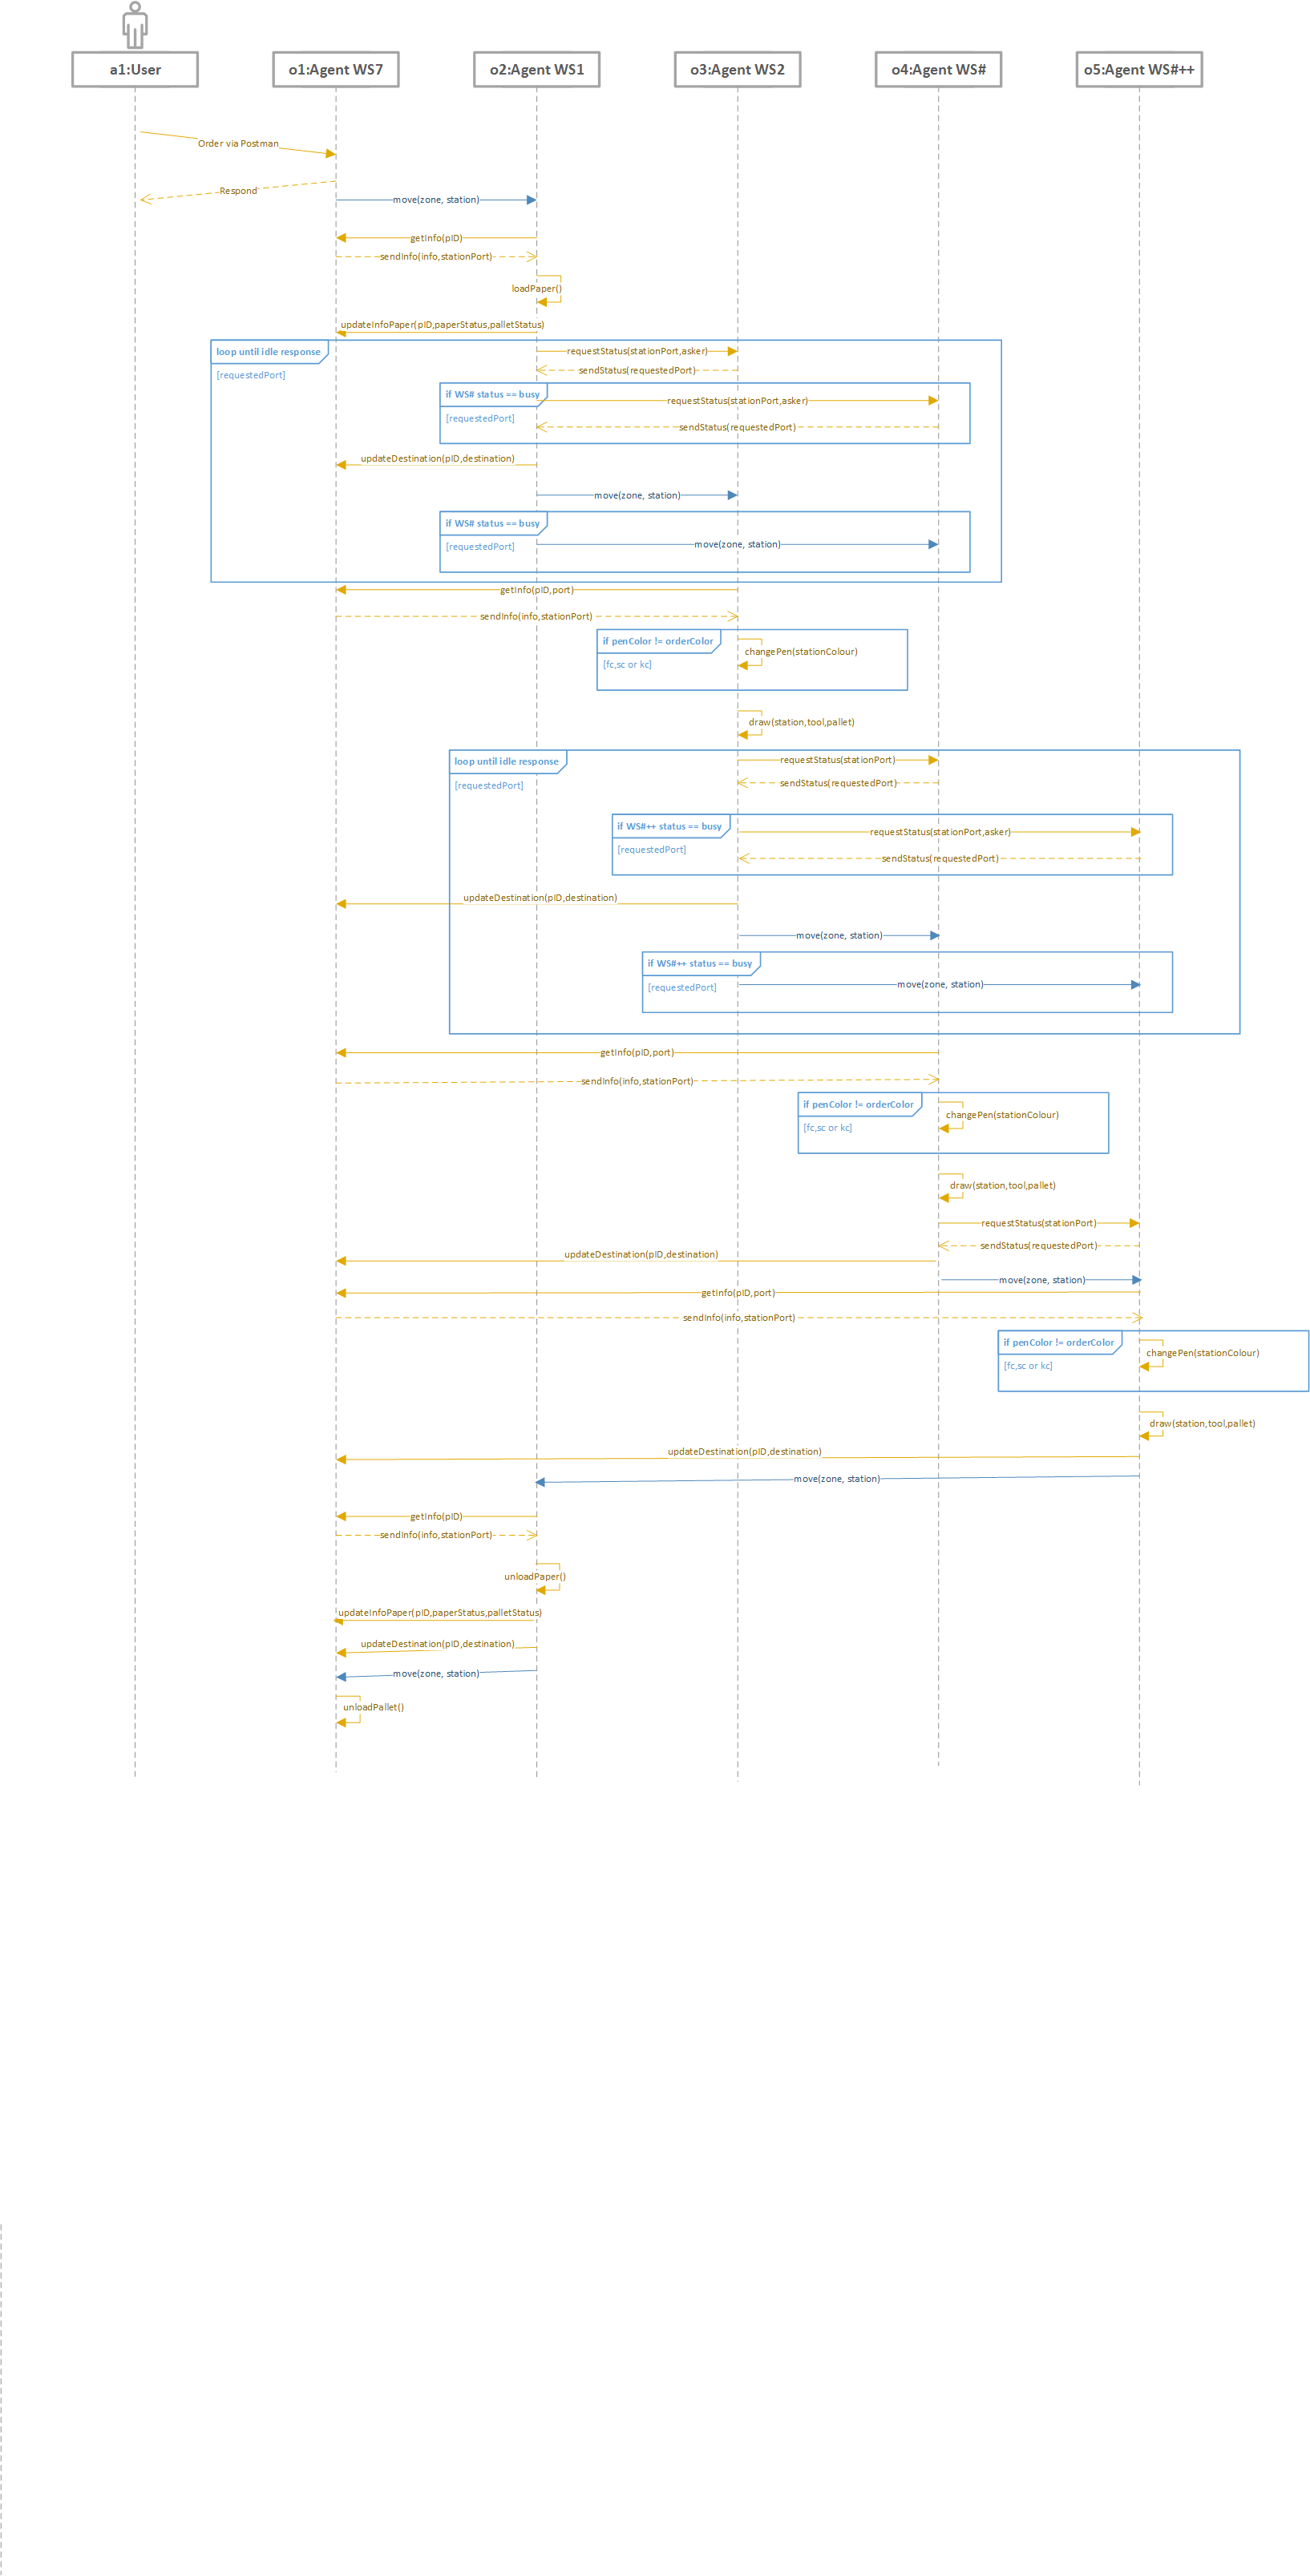 a1:User
o1:Agent WS7
o2:Agent WS1
o3:Agent WS2
o4:Agent WS#
o5:Agent WS#++
Order via Postman
Respond
move(zone, station)
getInfo(pID)
sendInfo(info,stationPort)
loadPaper()
updateInfoPaper(pID,paperStatus,palletStatus)
loop until idle response
[requestedPort]
requestStatus(stationPort,asker)
sendStatus(requestedPort)
if WS# status == busy
[requestedPort]
requestStatus(stationPort,asker)
sendStatus(requestedPort)
updateDestination(pID,destination)
move(zone, station)
if WS# status == busy
[requestedPort]
move(zone, station)
getInfo(pID,port)
sendInfo(info,stationPort)
if penColor != orderColor
[fc,sc or kc]
changePen(stationColour)
draw(station,tool,pallet)
loop until idle response
[requestedPort]
requestStatus(stationPort)
sendStatus(requestedPort)
if WS#++ status == busy
[requestedPort]
requestStatus(stationPort,asker)
sendStatus(requestedPort)
updateDestination(pID,destination)
move(zone, station)
if WS#++ status == busy
[requestedPort]
move(zone, station)
getInfo(pID,port)
sendInfo(info,stationPort)
if penColor != orderColor
[fc,sc or kc]
changePen(stationColour)
draw(station,tool,pallet)
requestStatus(stationPort)
sendStatus(requestedPort)
updateDestination(pID,destination)
move(zone, station)
getInfo(pID,port)
sendInfo(info,stationPort)
if penColor != orderColor
[fc,sc or kc]
changePen(stationColour)
draw(station,tool,pallet)
updateDestination(pID,destination)
move(zone, station)
getInfo(pID)
sendInfo(info,stationPort)
unloadPaper()
updateInfoPaper(pID,paperStatus,palletStatus)
updateDestination(pID,destination)
move(zone, station)
unloadPallet()